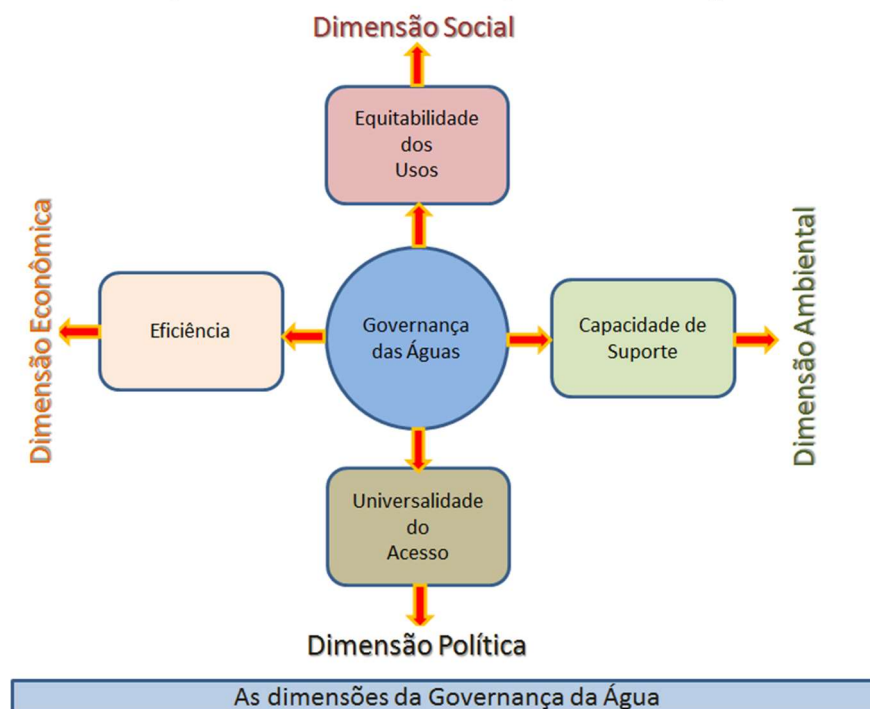 Dimensão Social
Equitabilidade
dos
Usos
Dimensão Econômica
Eficiência
Governança
das Águas
Capacidade de
Suporte
Dimensão Ambiental
Universalidade
do
Acesso
Dimensão Política
As dimensões da Governança da Água